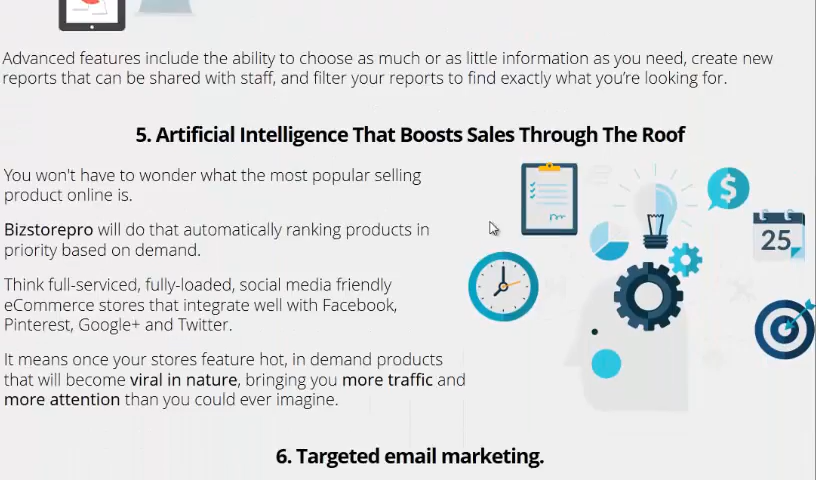 Advanced features include the ability to choose as much or as little information as you need, create new
reports that can be shared with staff, and filter your reports to find exactly what you're looking for.
5. Artificial Intelligence That Boosts Sales Through The Roof
You won't have to wonder what the most popular selling
product online is.
Bizstorepro will do that automatically ranking products in
priority based on demand.
Think full-serviced, fully-loaded, social media friendly
eCommerce stores that integrate well with Facebook,
Pinterest, Google+ and Twitter.
It means once your stores feature hot, in demand products
that will become viral in nature, bringing you more traffic and
more attention than you could ever imagine.
$
25
6. Targeted email marketing.